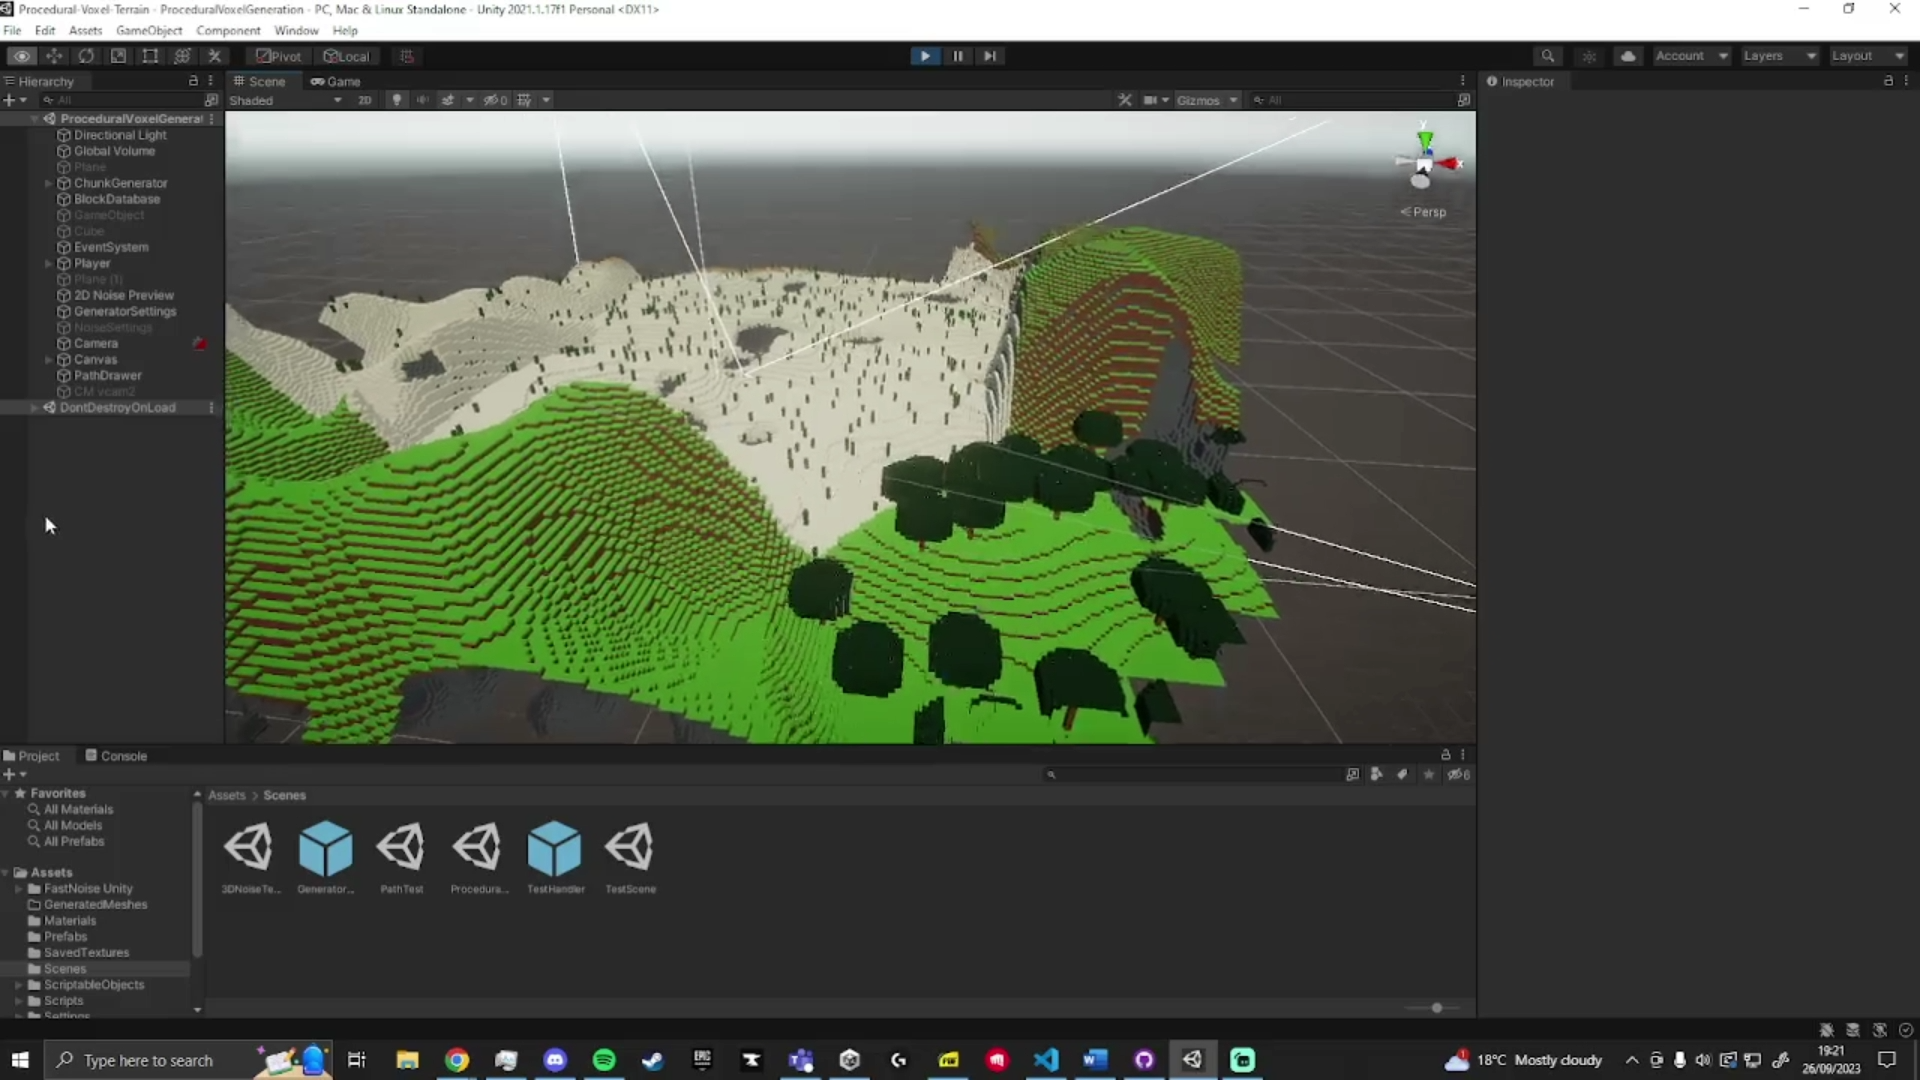 Procedural-Voxel-Terrain - ProceduralVoxelGeneration - PC, Mac & Linux Standalone - Unity 2021.1.17f1 Personal <DX11>
File Edit Assets GameObject Component Window Help
Pivot Local Account Layers Layout
Hierarchy Scene Game Inspector
All Shaded 2D 0 Gizmos All
ProceduralVoxelGenera
Directional Light
Global Volume
Plane
ChunkGenerator
BlockDatabase
GameObject
Cube
EventSystem
Player
Plane (1)
2D Noise Preview
GeneratorSettings
NoiseSettings
Camera
Canvas
PathDrawer
CM vcam2
DontDestroyOnLoad
y
x
Persp
Project Console
6
Favorites
All Materials
All Models
All Prefabs
Assets
FastNoise Unity
GeneratedMeshes
Materials
Prefabs
SavedTextures
Scenes
ScriptableObjects
Scripts
Settings
Assets > Scenes
3DNoiseTe... Generator... PathTest Procedura... TestHandler TestScene
Type here to search
EPIC
1
18°C Mostly cloudy
19:21
26/09/2023